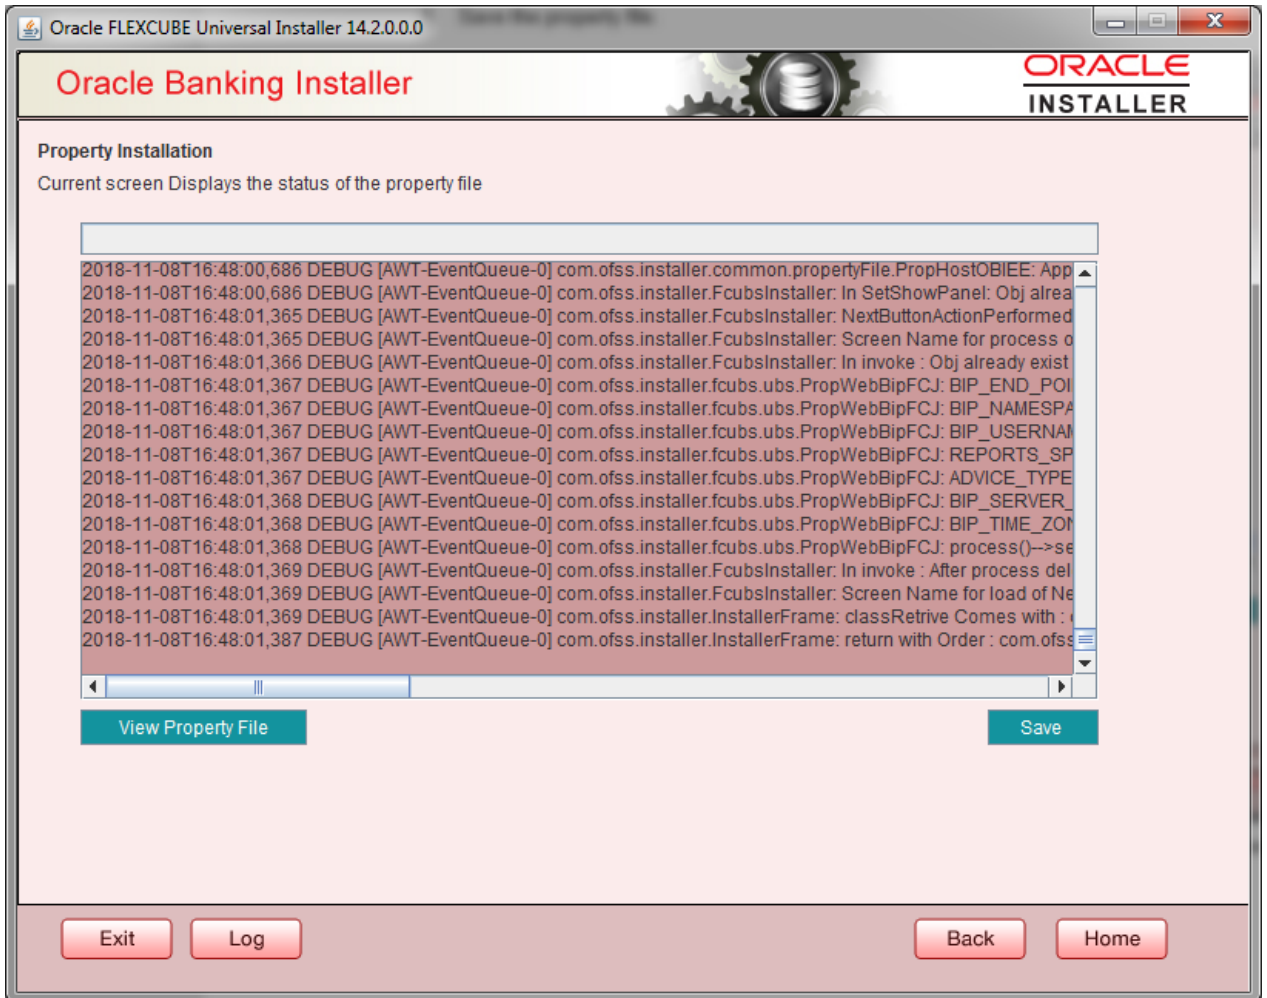 Save the property file.
Oracle FLEXCUBE Universal Installer 14.2.0.0.0
Oracle Banking Installer
ORACLE
INSTALLER
Property Installation
Current screen Displays the status of the property file
2018-11-08T16:48:00,686 DEBUG [AWT-EventQueue-0] com.ofss.installer.common.propertyFile.PropHostOBIEE: App
2018-11-08T16:48:00,686 DEBUG [AWT-EventQueue-0] com.ofss.installer.FcubsInstaller: In SetShowPanel: Obj alrea
2018-11-08T16:48:01,365 DEBUG [AWT-EventQueue-0] com.ofss.installer.FcubsInstaller: NextButtonActionPerformed
2018-11-08T16:48:01,365 DEBUG [AWT-EventQueue-0] com.ofss.installer.FcubsInstaller: Screen Name for process o
2018-11-08T16:48:01,366 DEBUG [AWT-EventQueue-0] com.ofss.installer.FcubsInstaller: In invoke : Obj already exist
2018-11-08T16:48:01,367 DEBUG [AWT-EventQueue-0] com.ofss.installer.fcubs.ubs.PropWebBipFCJ: BIP_END_POI
2018-11-08T16:48:01,367 DEBUG [AWT-EventQueue-0] com.ofss.installer.fcubs.ubs.PropWebBipFCJ: BIP_NAMESPA
2018-11-08T16:48:01,367 DEBUG [AWT-EventQueue-0] com.ofss.installer.fcubs.ubs.PropWebBipFCJ: BIP_USERNAM
2018-11-08T16:48:01,367 DEBUG [AWT-EventQueue-0] com.ofss.installer.fcubs.ubs.PropWebBipFCJ: REPORTS_SP
2018-11-08T16:48:01,367 DEBUG [AWT-EventQueue-0] com.ofss.installer.fcubs.ubs.PropWebBipFCJ: ADVICE_TYPE
2018-11-08T16:48:01,368 DEBUG [AWT-EventQueue-0] com.ofss.installer.fcubs.ubs.PropWebBipFCJ: BIP_SERVER_
2018-11-08T16:48:01,368 DEBUG [AWT-EventQueue-0] com.ofss.installer.fcubs.ubs.PropWebBipFCJ: BIP_TIME_ZON
2018-11-08T16:48:01,368 DEBUG [AWT-EventQueue-0] com.ofss.installer.fcubs.ubs.PropWebBipFCJ: process()-->se
2018-11-08T16:48:01,369 DEBUG [AWT-EventQueue-0] com.ofss.installer.FcubsInstaller: In invoke : After process del
2018-11-08T16:48:01,369 DEBUG [AWT-EventQueue-0] com.ofss.installer.FcubsInstaller: Screen Name for load of Ne
2018-11-08T16:48:01,369 DEBUG [AWT-EventQueue-0] com.ofss.installer.InstallerFrame: classRetrive Comes with :
2018-11-08T16:48:01,387 DEBUG [AWT-EventQueue-0] com.ofss.installer.InstallerFrame: return with Order : com.ofss
View Property File
Save
Exit
Log
Back
Home